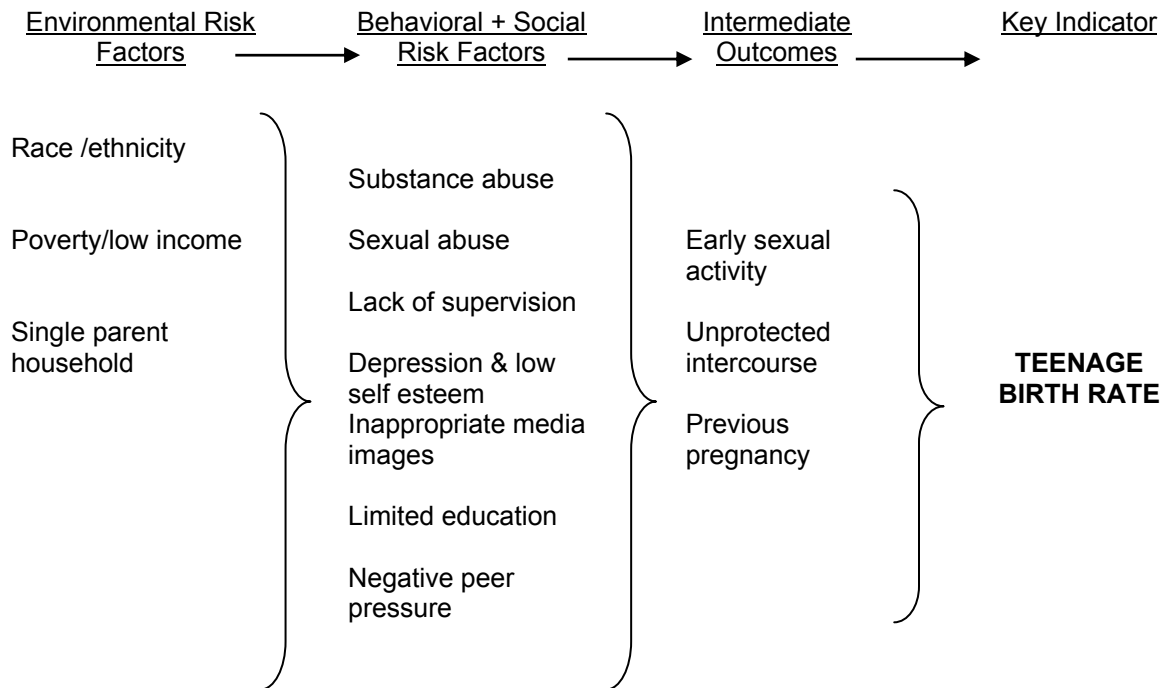 Environmental Risk
Factors
Behavioral + Social
Risk Factors
Intermediate
Outcomes
Key Indicator
Race /ethnicity
Poverty/low income
Single parent
household
Substance abuse
Sexual abuse
Lack of supervision
Depression & low
self esteem
Inappropriate media
images
Limited education
Negative peer
pressure
Early sexual
activity
Unprotected
intercourse
Previous
pregnancy
TEENAGE
BIRTH RATE